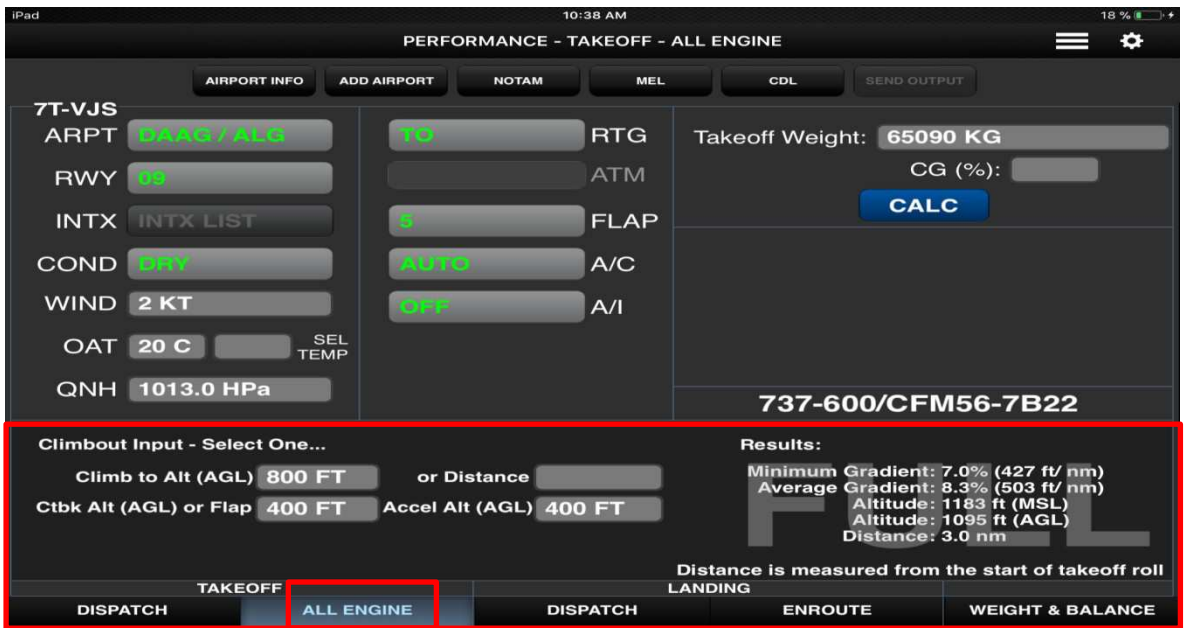 iPad 10:38 AM 18 %
PERFORMANCE - TAKEOFF - ALL ENGINE
AIRPORT INFO ADD AIRPORT NOTAM MEL CDL SEND OUTPUT
7T-VJS
ARPT DAAG / ALG TO RTG Takeoff Weight: 65090 KG
RWY 09 ATM CG (%):
INTX INTX LIST 5 FLAP CALC
COND DRY AUTO A/C
WIND 2 KT OFF A/I
OAT 20 C SEL TEMP
QNH 1013.0 HPa
737-600/CFM56-7B22
Climbout Input - Select One... Results:
Climb to Alt (AGL) 800 FT or Distance Minimum Gradient: 7.0% (427 ft/ nm)
Average Gradient: 8.3% (503 ft/ nm)
Ctbk Alt (AGL) or Flap 400 FT Accel Alt (AGL) 400 FT Altitude: 1183 ft (MSL)
Altitude: 1095 ft (AGL)
Distance: 3.0 nm
FULL
Distance is measured from the start of takeoff roll
TAKEOFF LANDING
DISPATCH ALL ENGINE DISPATCH ENROUTE WEIGHT & BALANCE